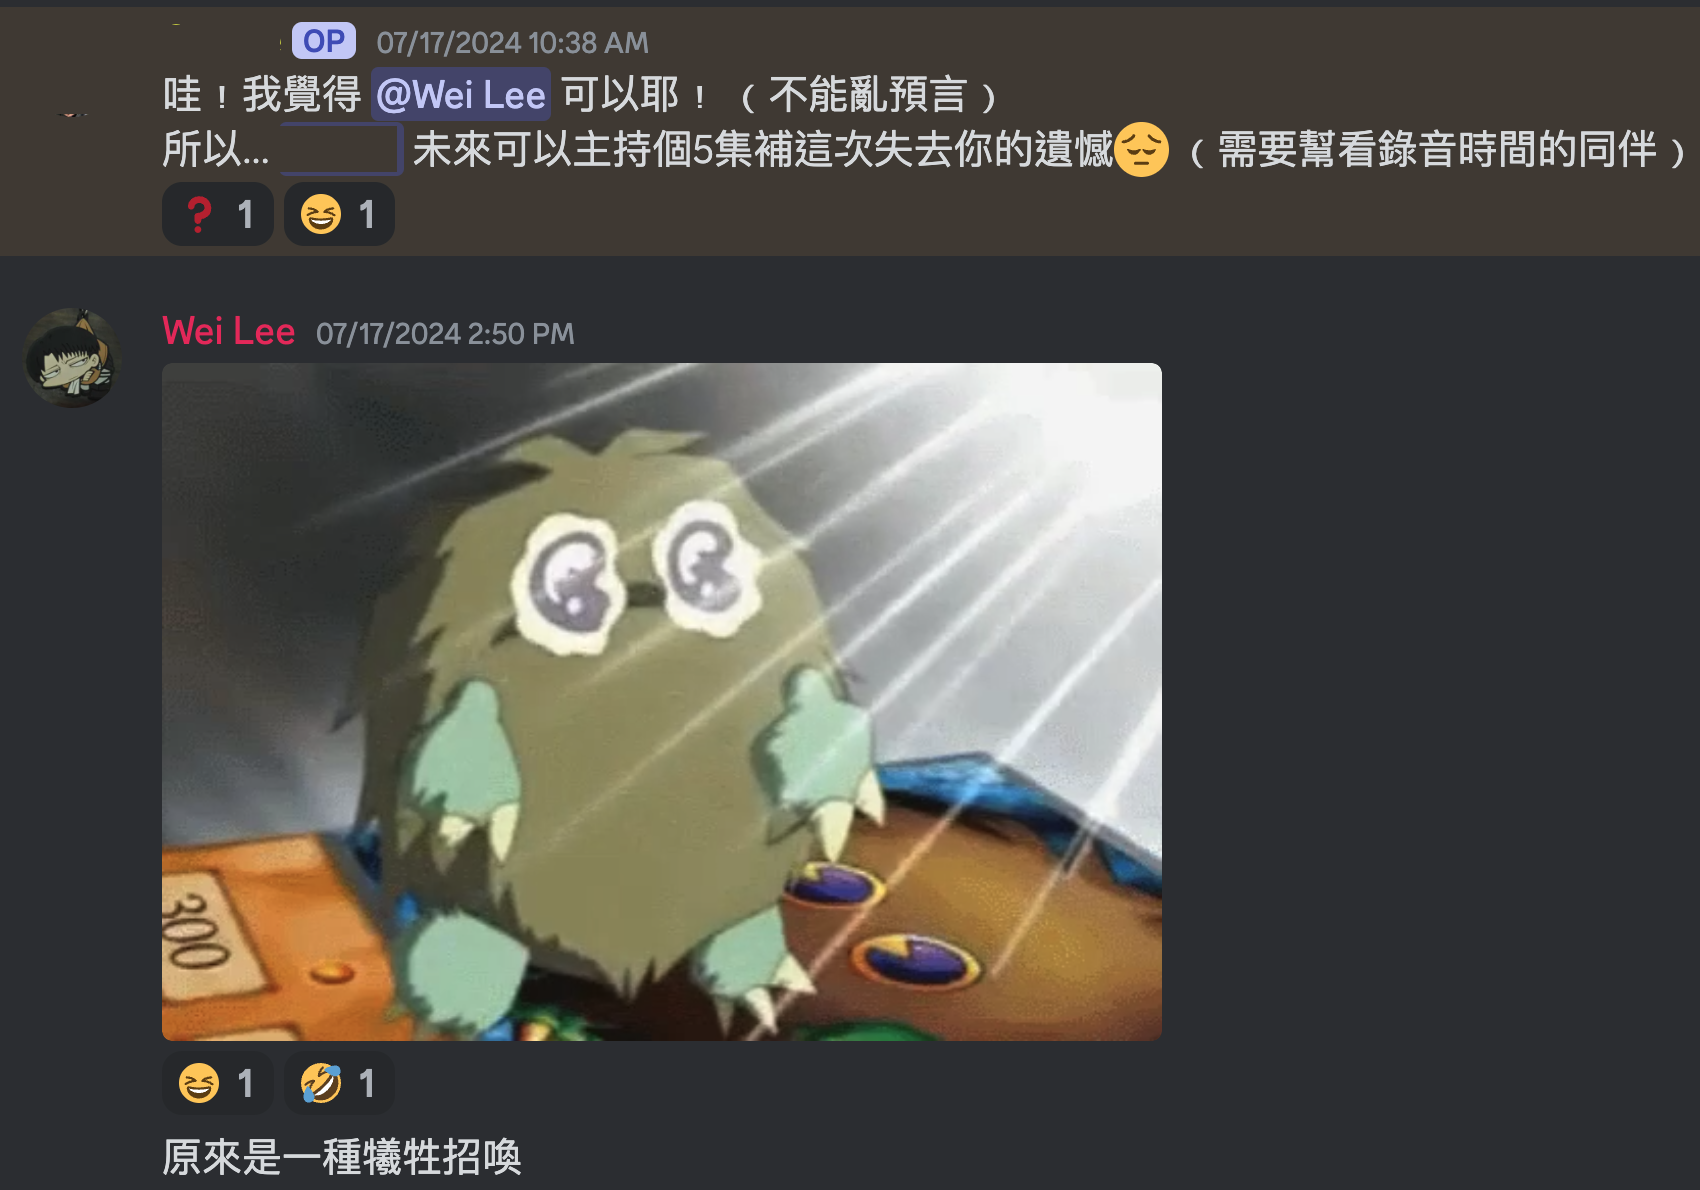 OP 07/17/2024 10:38 AM
哇！我覺得 @Wei Lee 可以耶！（不能亂預言）
所以... 未來可以主持個5集補這次失去你的遺憾😔（需要幫看錄音時間的同伴）
❓ 1 😆 1
Wei Lee 07/17/2024 2:50 PM
300
😆 1 🤣 1
原來是一種犧牲招喚